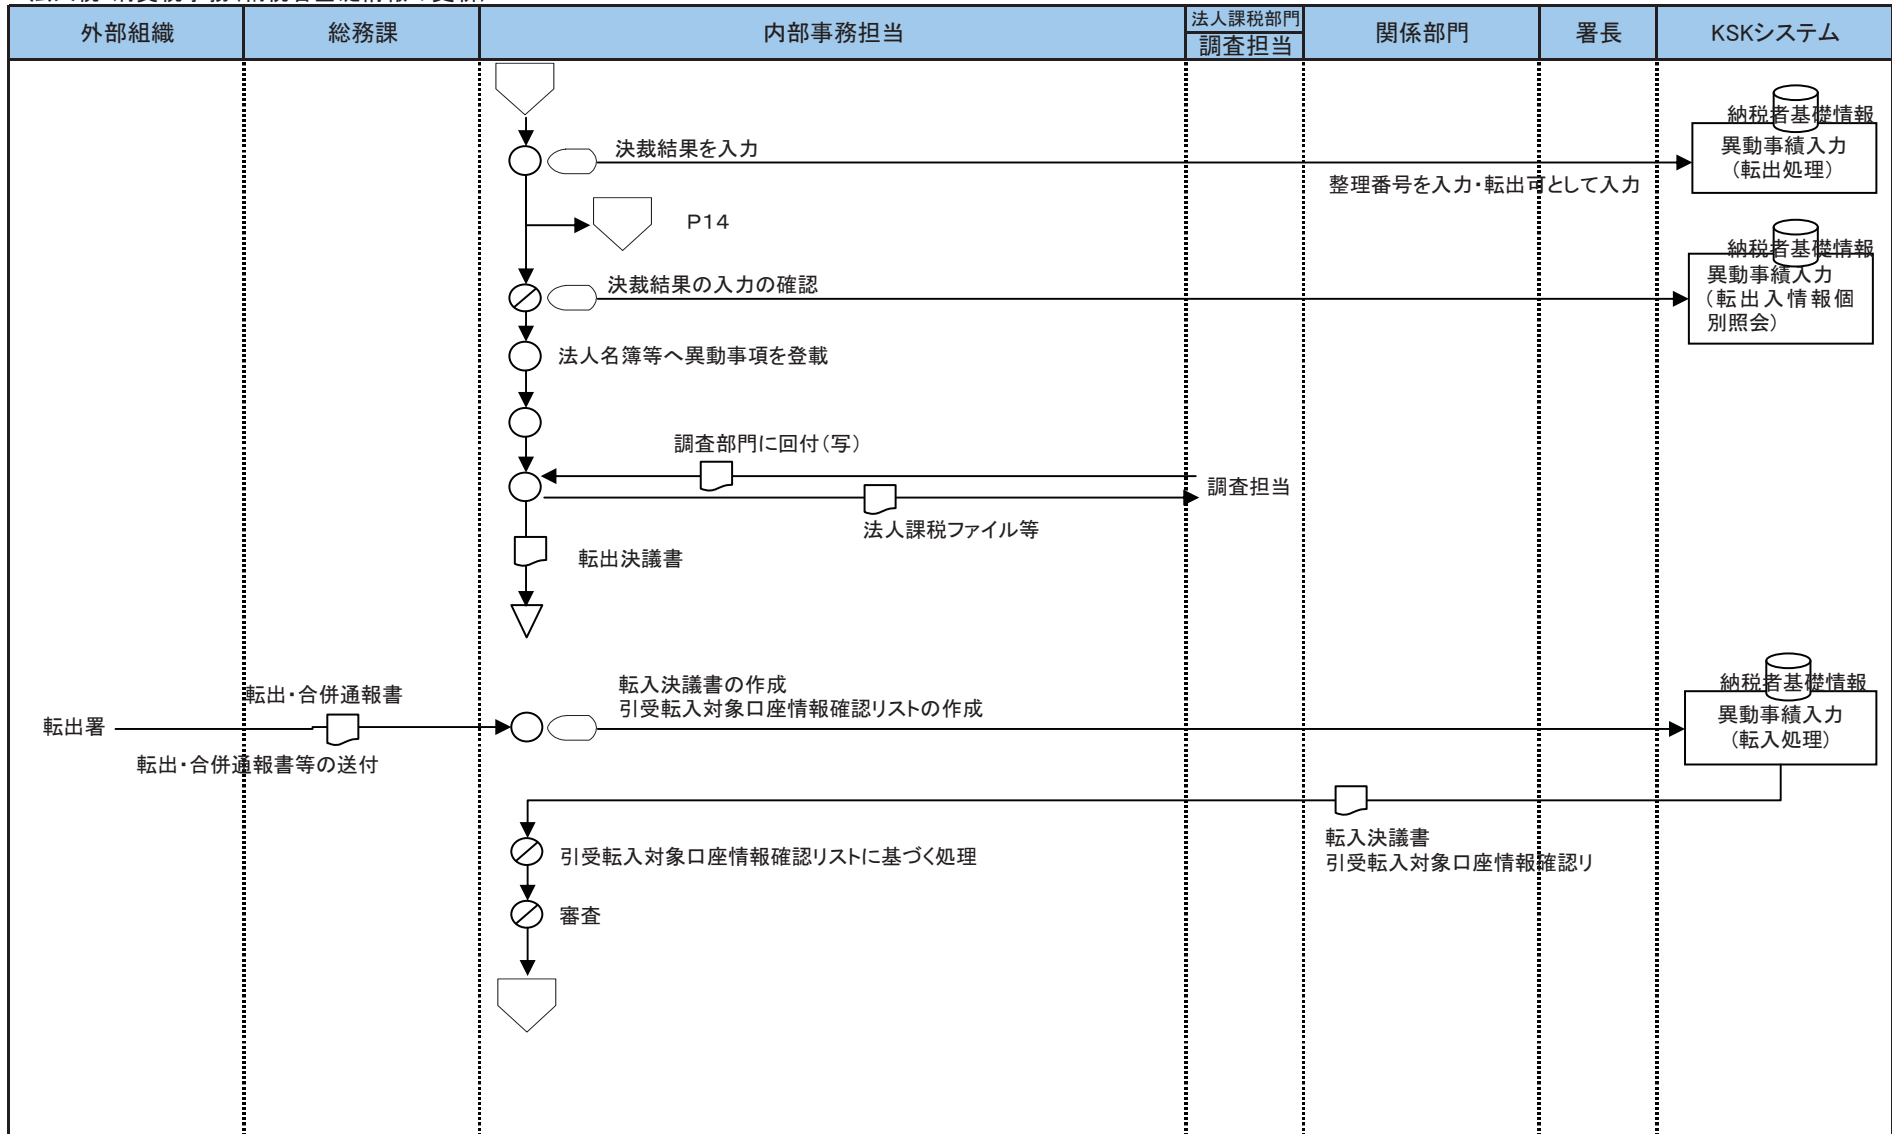 外部組織
総務課
内部事務担当
法人課税部門
調査担当
関係部門
署長
KSKシステム
納税者基礎情報
決裁結果を入力
異動事績入力
（転出処理）
整理番号を入力・転出可として入力
P14
納税者基礎情報
決裁結果の入力の確認
異動事績入力
（転出入情報個
別照会）
法人名簿等へ異動事項を登載
調査部門に回付（写）
調査担当
法人課税ファイル等
転出決議書
転出・合併通報書
転入決議書の作成
引受転入対象口座情報確認リストの作成
納税者基礎情報
転出署
異動事績入力
（転入処理）
転出・合併通報書等の送付
転入決議書
引受転入対象口座情報確認リ
引受転入対象口座情報確認リストに基づく処理
審査